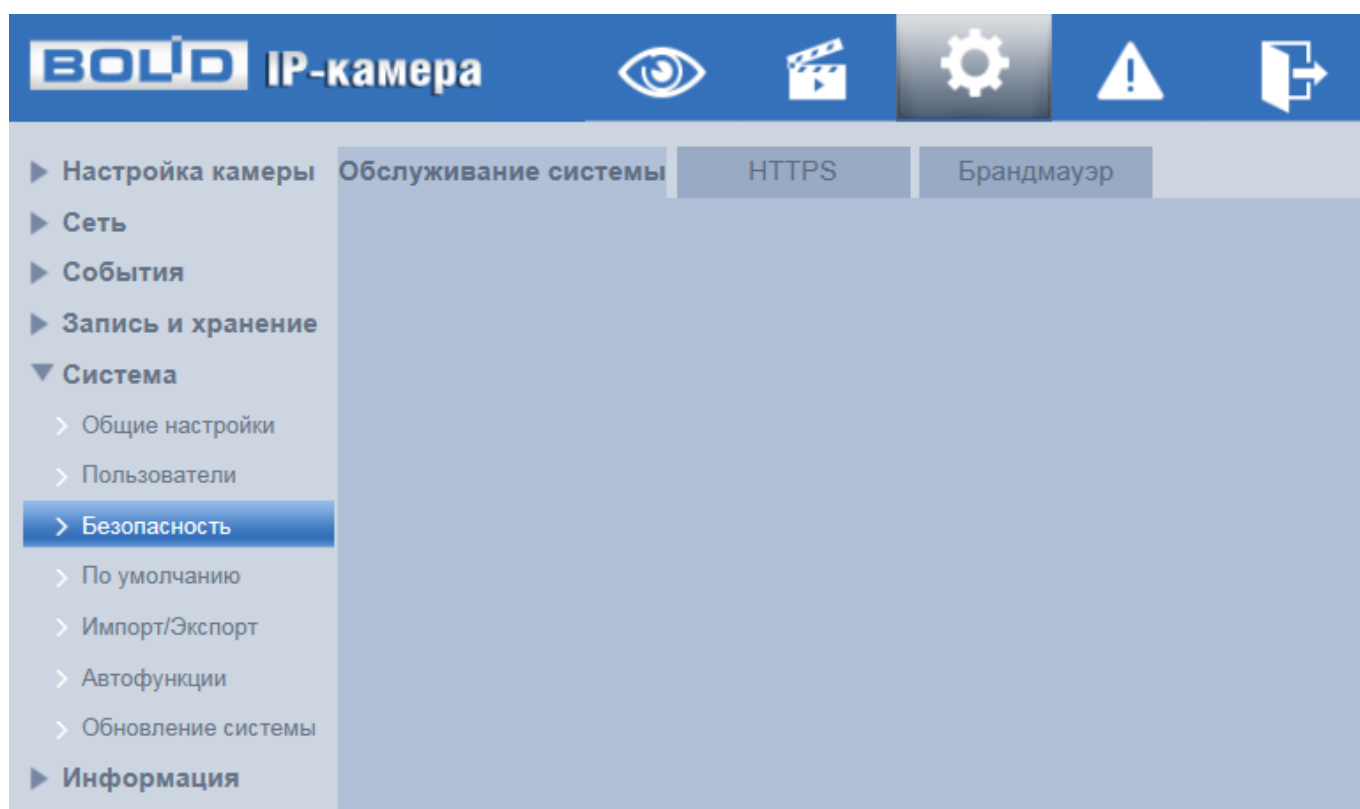 BOLID IP-камера
Настройка камеры
Обслуживание системы HTTPS Брандмауэр
Сеть
События
Запись и хранение
Система
Общие настройки
Пользователи
Безопасность
По умолчанию
Импорт/Экспорт
Автофункции
Обновление системы
Информация